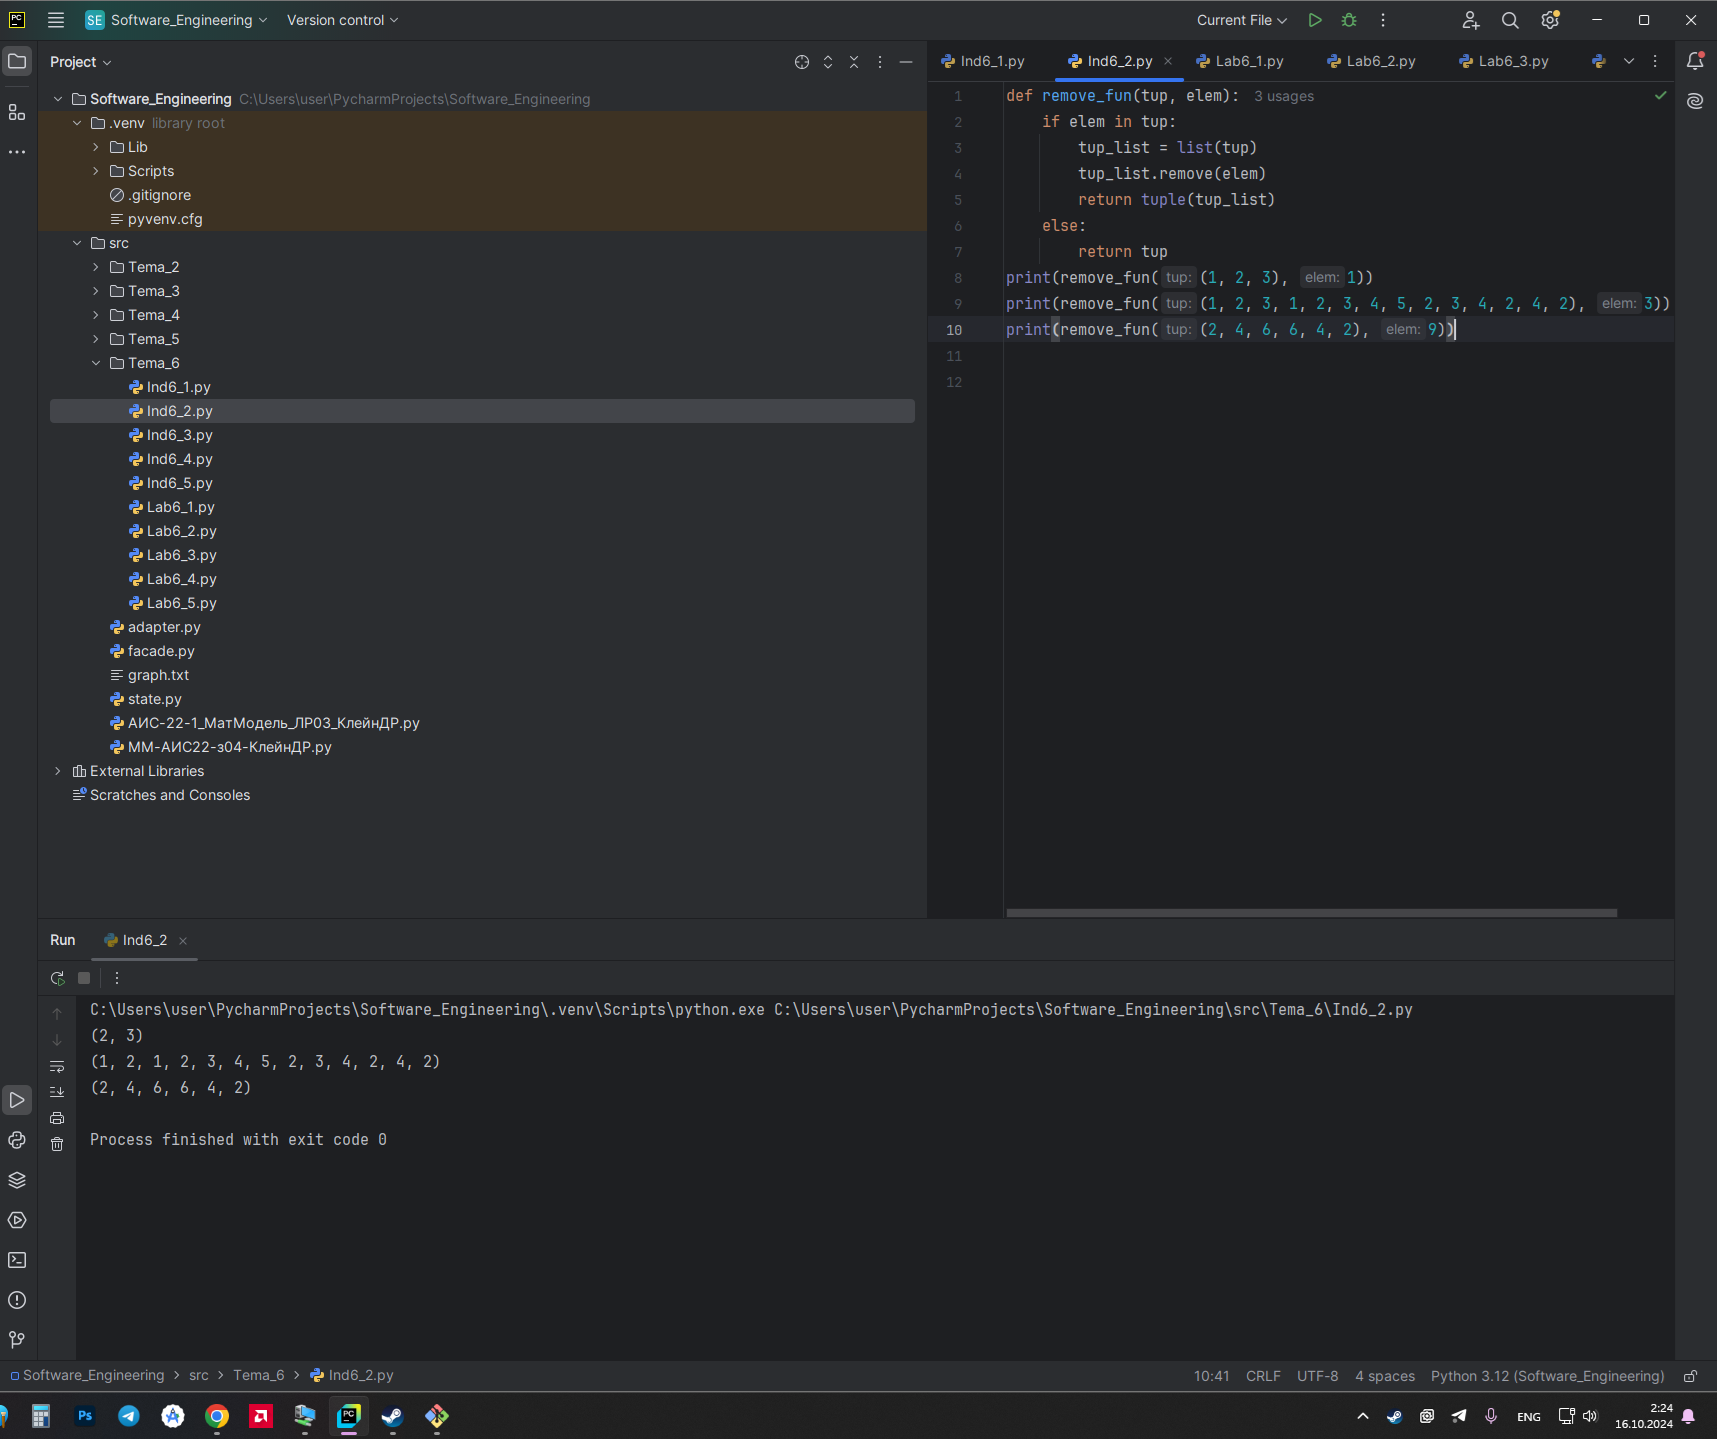 PC SE Software_Engineering Version control Current File
Project
Software_Engineering C:\Users\user\PycharmProjects\Software_Engineering
.venv library root
Lib
Scripts
.gitignore
pyvenv.cfg
src
Tema_2
Tema_3
Tema_4
Tema_5
Tema_6
Ind6_1.py
Ind6_2.py
Ind6_3.py
Ind6_4.py
Ind6_5.py
Lab6_1.py
Lab6_2.py
Lab6_3.py
Lab6_4.py
Lab6_5.py
adapter.py
facade.py
graph.txt
state.py
АИС-22-1_МатМодель_ЛР03_КлейнДР.py
ММ-АИС22-з04-КлейнДР.py
External Libraries
Scratches and Consoles
Ind6_1.py Ind6_2.py Lab6_1.py Lab6_2.py Lab6_3.py
1 def remove_fun(tup, elem): 3 usages
2 if elem in tup:
3 tup_list = list(tup)
4 tup_list.remove(elem)
5 return tuple(tup_list)
6 else:
7 return tup
8 print(remove_fun( tup: (1, 2, 3), elem: 1))
9 print(remove_fun( tup: (1, 2, 3, 1, 2, 3, 4, 5, 2, 3, 4, 2, 4, 2), elem: 3))
10 print(remove_fun( tup: (2, 4, 6, 6, 4, 2), elem: 9))
11
12
Run Ind6_2
C:\Users\user\PycharmProjects\Software_Engineering\.venv\Scripts\python.exe C:\Users\user\PycharmProjects\Software_Engineering\src\Tema_6\Ind6_2.py
(2, 3)
(1, 2, 1, 2, 3, 4, 5, 2, 3, 4, 2, 4, 2)
(2, 4, 6, 6, 4, 2)
Process finished with exit code 0
Software_Engineering > src > Tema_6 > Ind6_2.py 10:41 CRLF UTF-8 4 spaces Python 3.12 (Software_Engineering)
Ps PC ENG 2:24
16.10.2024